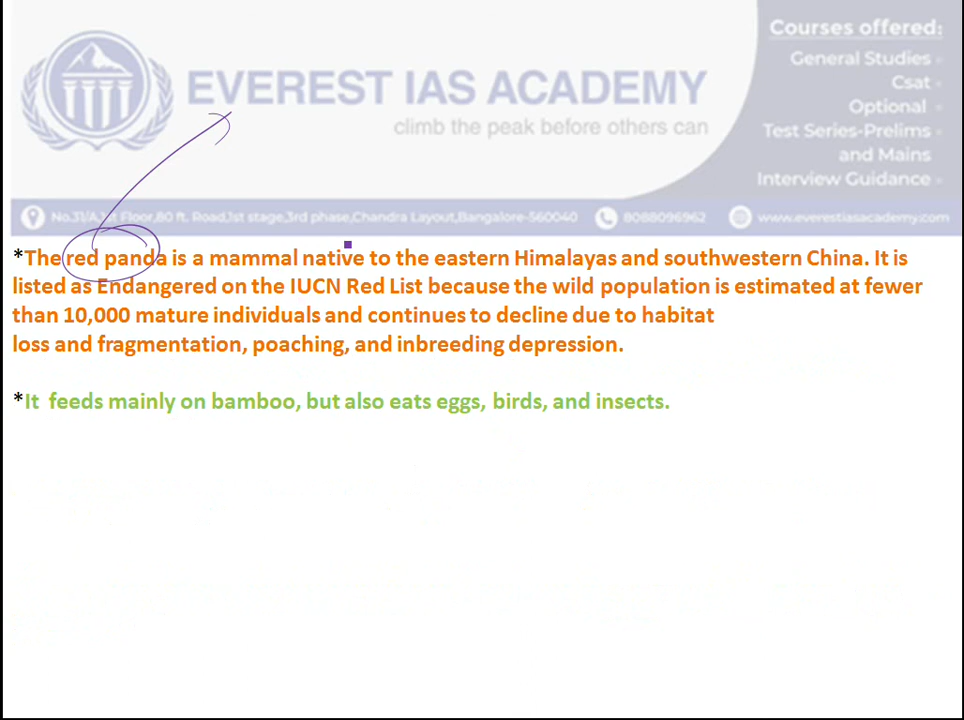 Courses offered:
General Studies
EVEREST IAS ACADEMY
Csat
Optional
climb the peak before others can
Test Series-Prelims
and Mains
Interview Guidance
No.31/A,1st Floor,80 ft. Road,1st stage,3rd phase,Chandra Layout,Bangalore-560040 8088096962 www.everestiasacademy.com
*The red panda is a mammal native to the eastern Himalayas and southwestern China. It is
listed as Endangered on the IUCN Red List because the wild population is estimated at fewer
than 10,000 mature individuals and continues to decline due to habitat
loss and fragmentation, poaching, and inbreeding depression.
*It feeds mainly on bamboo, but also eats eggs, birds, and insects.